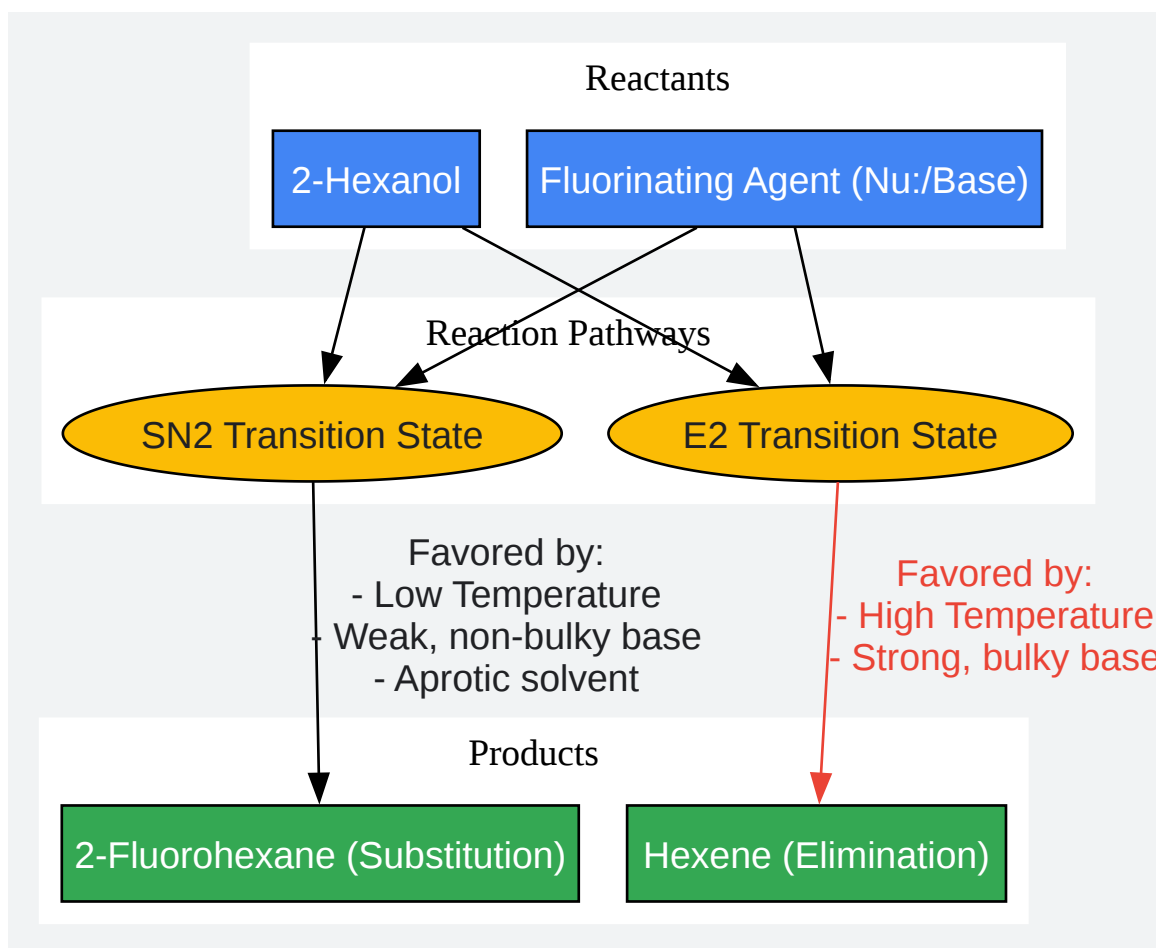 Reactants
2-Hexanol
Fluorinating Agent (Nu:/Base)
Reaction Pathways
SN2 Transition State
E2 Transition State
Favored by:
- Low Temperature
- Weak, non-bulky base
- Aprotic solvent
Favored by:
- High Temperature
- Strong, bulky base
Products
2-Fluorohexane (Substitution)
Hexene (Elimination)